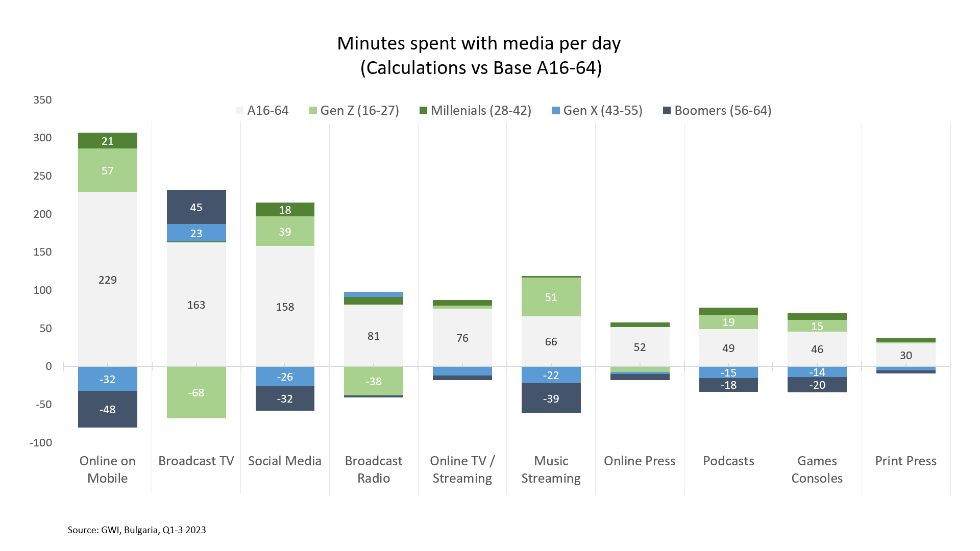 Minutes spent with media per day
(Calculations vs Base A16-64)
A16-64 Gen Z (16-27) Millenials (28-42) Gen X (43-55) Boomers (56-64)
350
300
250
200
150
100
50
0
-50
-100
21
57
229
-32
-48
45
23
163
-68
18
39
158
-26
-32
81
-38
76
51
66
-22
-39
52
19
49
-15
-18
15
46
-14
-20
30
Online on
Mobile
Broadcast TV
Social Media
Broadcast
Radio
Online TV /
Streaming
Music
Streaming
Online Press
Podcasts
Games
Consoles
Print Press
Source: GWI, Bulgaria, Q1-3 2023